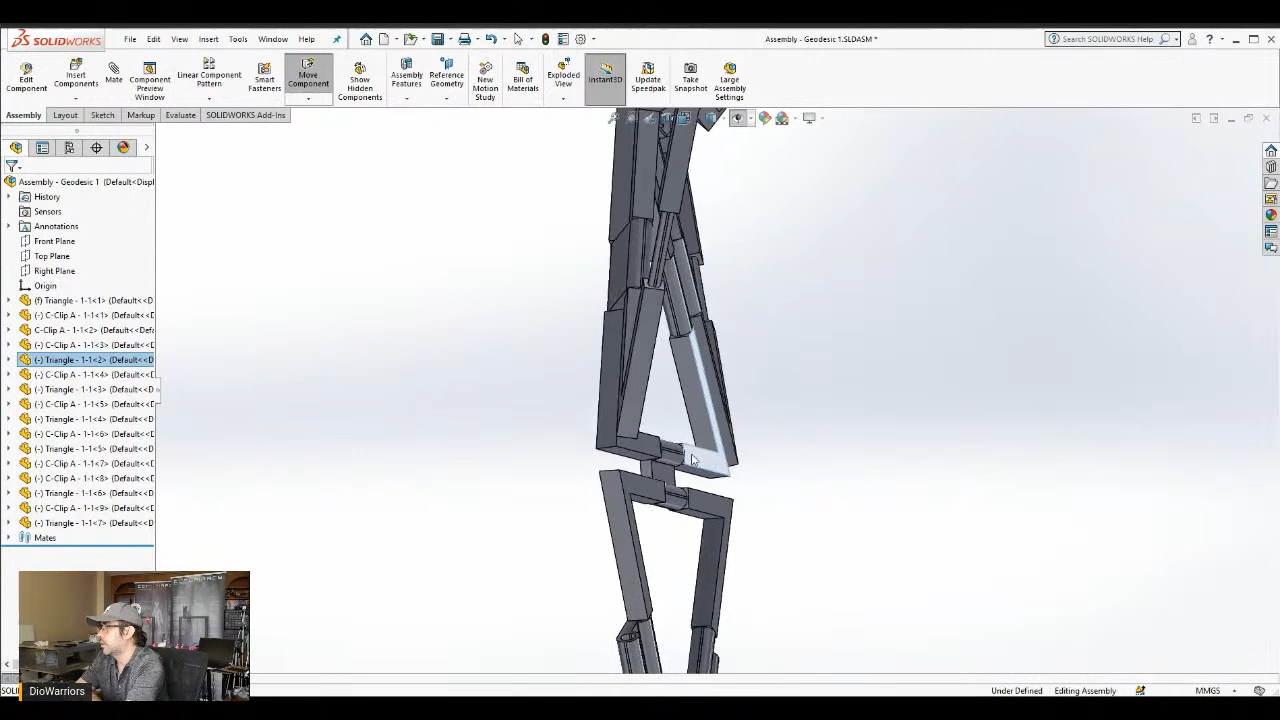 SOLIDWORKS File Edit View Insert Tools Window Help Assembly - Geodesic 1.SLDASM * Search SOLIDWORKS Help
Edit Component Insert Components Mate Component Preview Window Linear Component Pattern Smart Fasteners Move Component Show Hidden Components Assembly Features Reference Geometry New Motion Study Bill of Materials Exploded View Instant3D Update Speedpak Take Snapshot Large Assembly Settings
Assembly Layout Sketch Markup Evaluate SOLIDWORKS Add-Ins
Assembly - Geodesic 1 (Default<Displ
History
Sensors
Annotations
Front Plane
Top Plane
Right Plane
Origin
(f) Triangle - 1-1<1> (Default<<D
(-) C-Clip A - 1-1<1> (Default<<D
C-Clip A - 1-1<2> (Default<<Defa
(-) C-Clip A - 1-1<3> (Default<<D
(-) Triangle - 1-1<2> (Default<<D
(-) C-Clip A - 1-1<4> (Default<<D
(-) Triangle - 1-1<3> (Default<<D
(-) C-Clip A - 1-1<5> (Default<<D
(-) Triangle - 1-1<4> (Default<<D
(-) C-Clip A - 1-1<6> (Default<<D
(-) Triangle - 1-1<5> (Default<<D
(-) C-Clip A - 1-1<7> (Default<<D
(-) C-Clip A - 1-1<8> (Default<<D
(-) Triangle - 1-1<6> (Default<<D
(-) C-Clip A - 1-1<9> (Default<<D
(-) Triangle - 1-1<7> (Default<<D
Mates
DioWarriors
Under Defined Editing Assembly MMGS